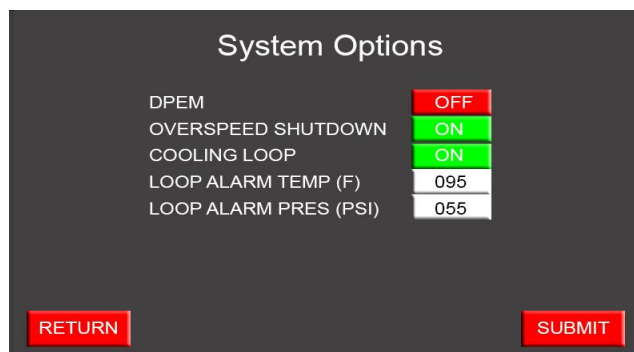 System Options
DPEM OFF
OVERSPEED SHUTDOWN ON
COOLING LOOP ON
LOOP ALARM TEMP (F) 095
LOOP ALARM PRES (PSI) 055
RETURN SUBMIT